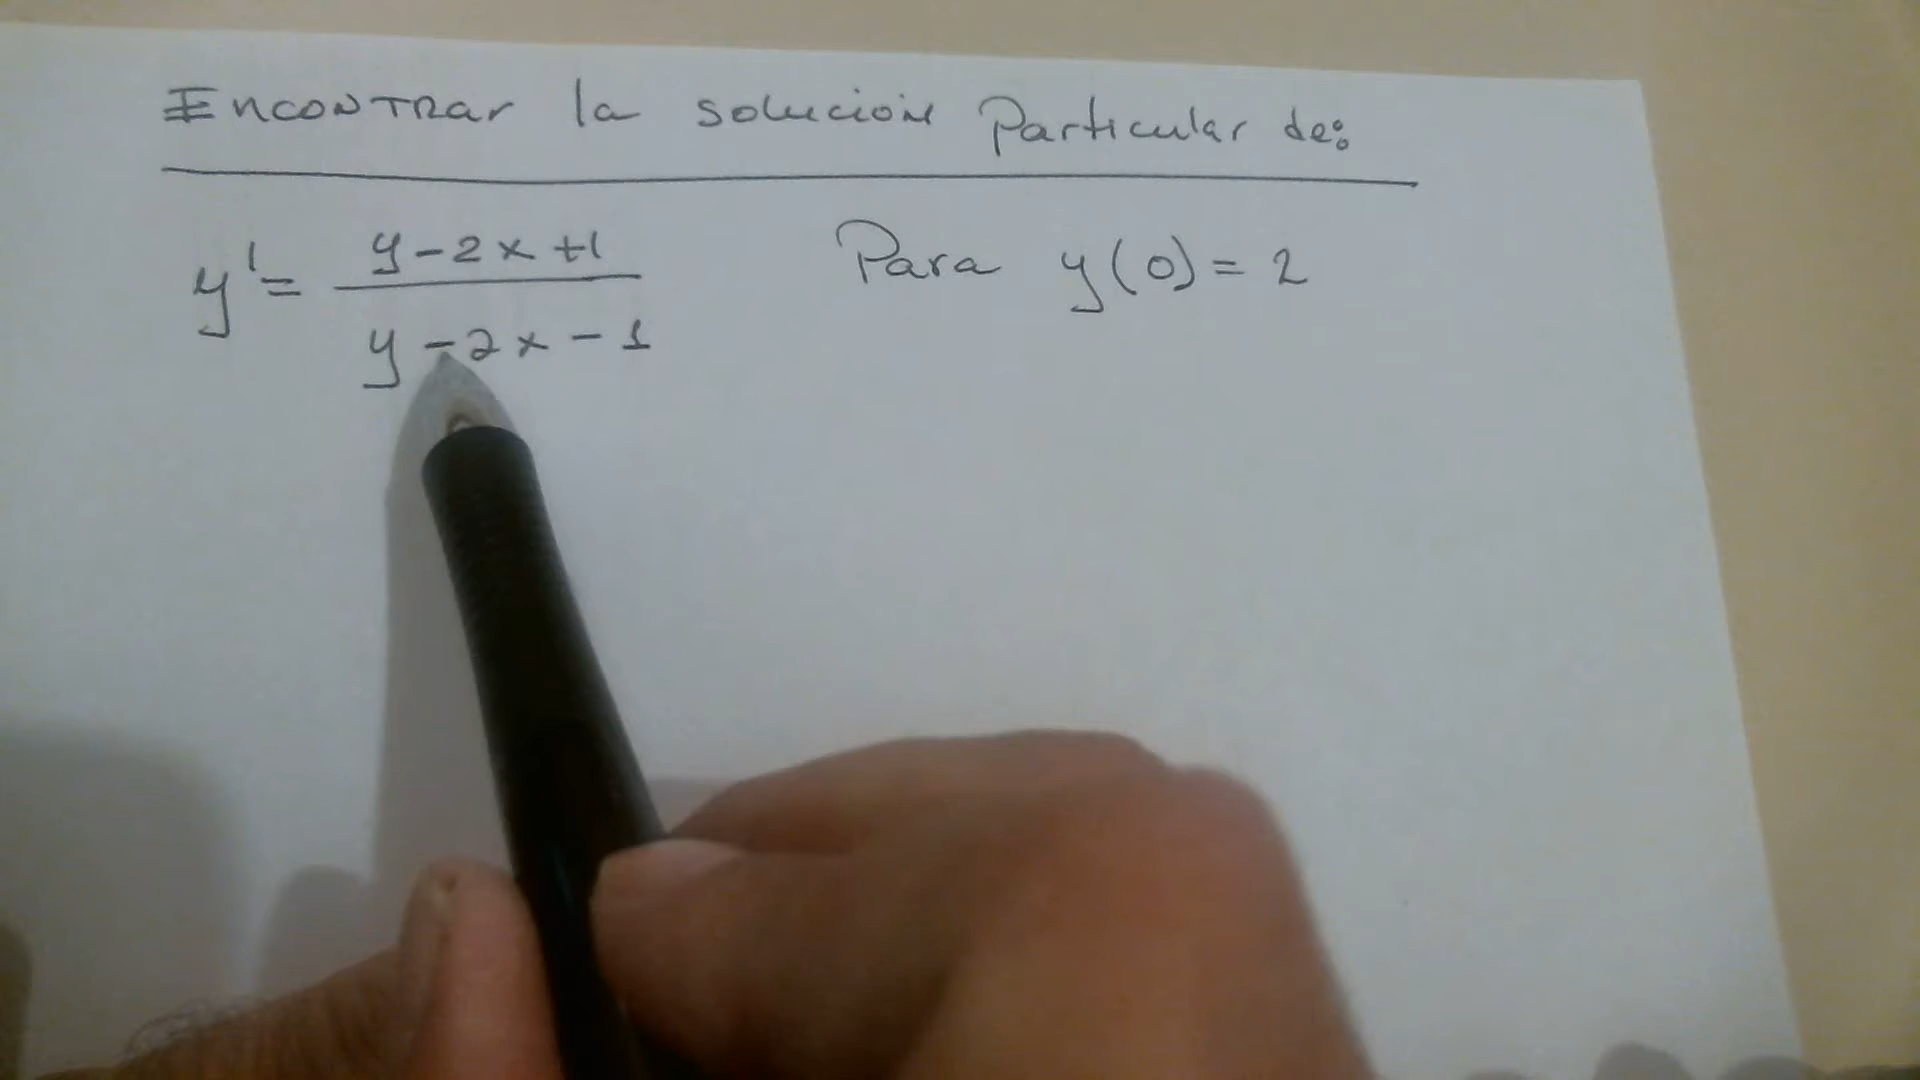 Encontrar la solución Particular de:
y' = (y-2x+1)/(y-2x-1) Para y(0)=2